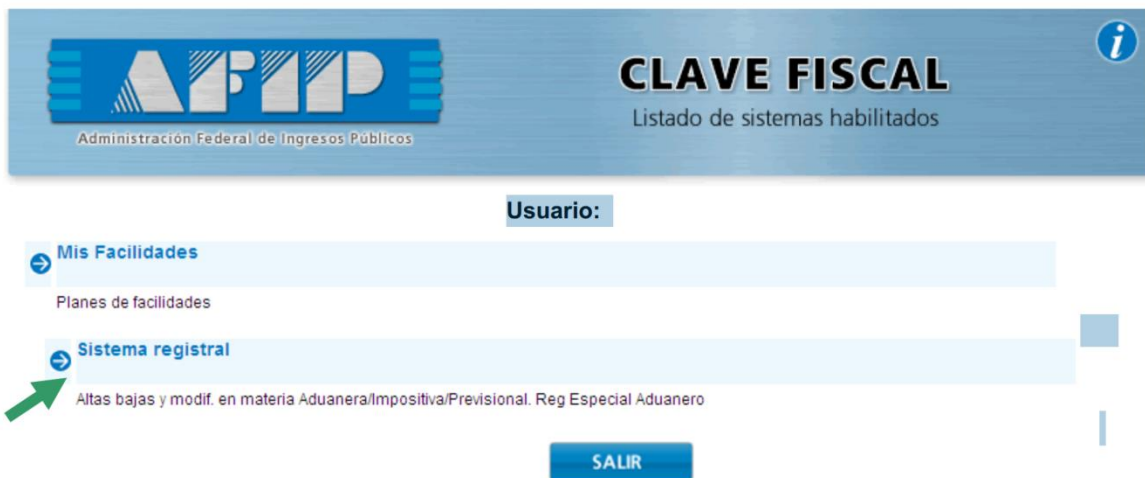 AFIP
CLAVE FISCAL
Listado de sistemas habilitados
Administración Federal de Ingresos Públicos
i
Usuario:
Mis Facilidades
Planes de facilidades
Sistema registral
Altas bajas y modif. en materia Aduanera/Impositiva/Previsional. Reg Especial Aduanero
SALIR